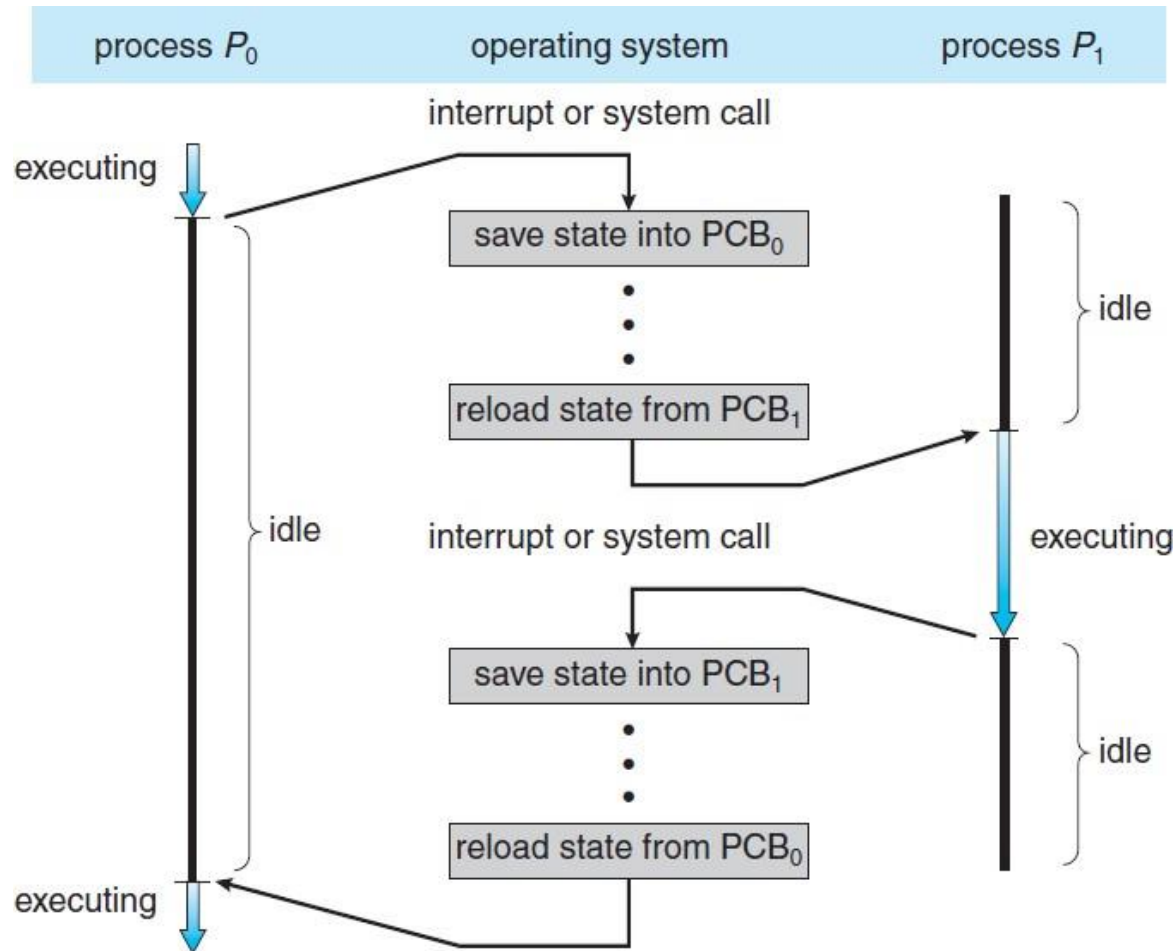 process P₀ operating system process P₁
interrupt or system call
executing
save state into PCB₀
idle
reload state from PCB₁
idle
interrupt or system call
executing
save state into PCB₁
idle
reload state from PCB₀
executing